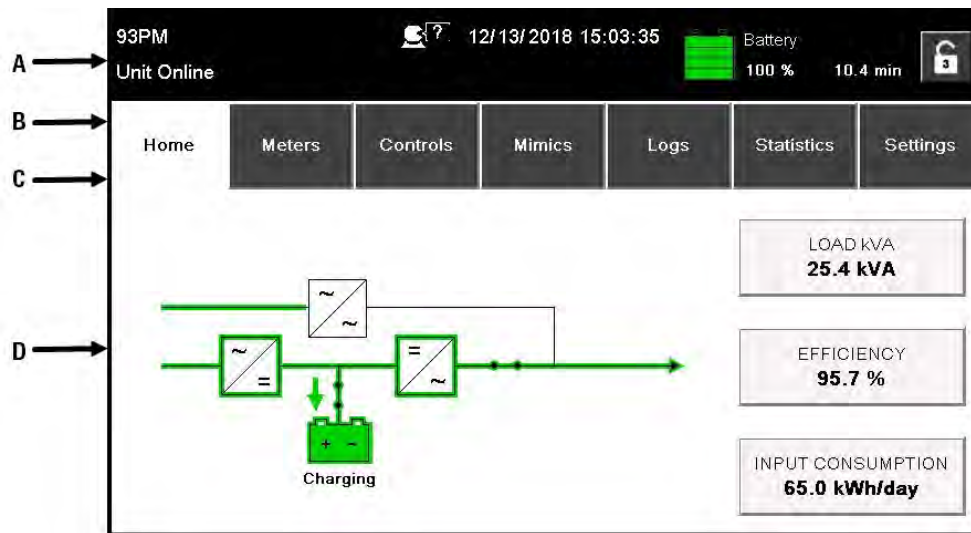 93PM
? 12/13/2018 15:03:35
Battery
A
Unit Online
100 % 10.4 min
3
B
Home Meters Controls Mimics Logs Statistics Settings
C
LOAD kVA
25.4 kVA
~
~
D
~
=
=
~
EFFICIENCY
95.7 %
+ −
Charging
INPUT CONSUMPTION
65.0 kWh/day